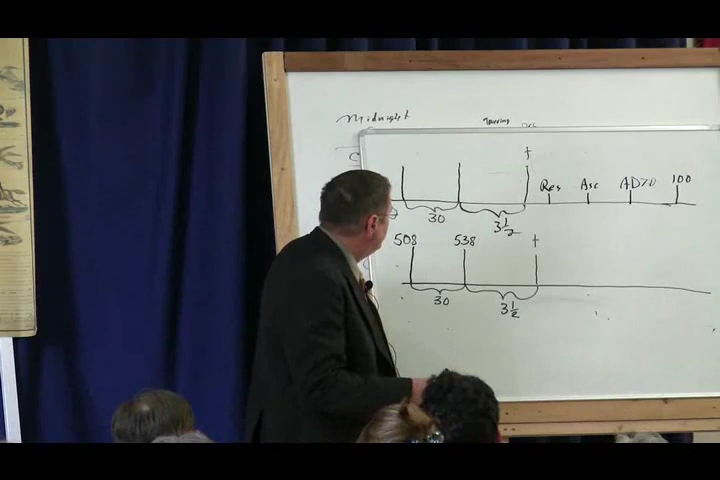 Midnight
C
†
Res Asc AD70 100
30 3½
508 538 †
30 3½